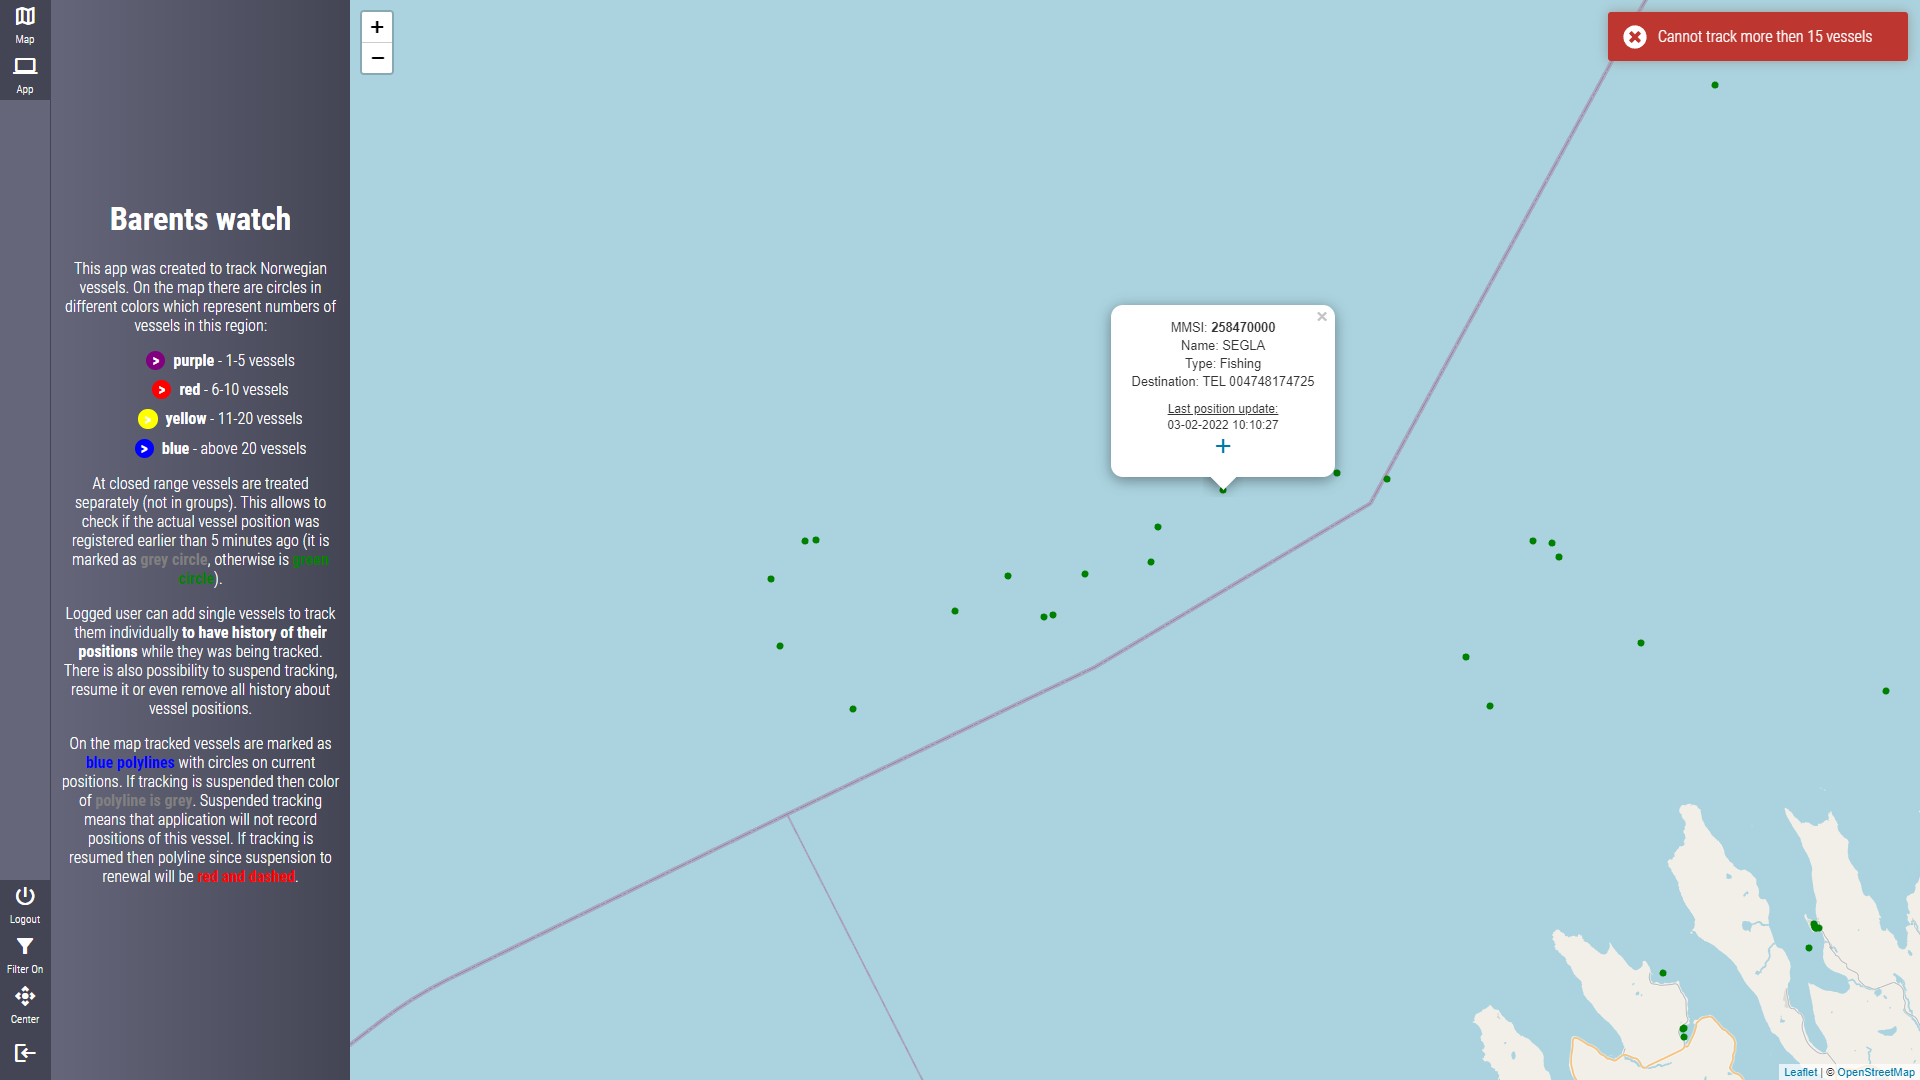 Map
App
Barents watch
This app was created to track Norwegian
vessels. On the map there are circles in
different colors which represent numbers of
vessels in this region:
> purple - 1-5 vessels
> red - 6-10 vessels
> yellow - 11-20 vessels
> blue - above 20 vessels
At closed range vessels are treated
separately (not in groups). This allows to
check if the actual vessel position was
registered earlier than 5 minutes ago (it is
marked as grey circle, otherwise is green
circle).
Logged user can add single vessels to track
them individually to have history of their
positions while they was being tracked.
There is also possibility to suspend tracking,
resume it or even remove all history about
vessel positions.
On the map tracked vessels are marked as
blue polylines with circles on current
positions. If tracking is suspended then color
of polyline is grey. Suspended tracking
means that application will not record
positions of this vessel. If tracking is
resumed then polyline since suspension to
renewal will be red and dashed.
Logout
Filter On
Center
+
−
Cannot track more then 15 vessels
×
MMSI: 258470000
Name: SEGLA
Type: Fishing
Destination: TEL 004748174725
Last position update:
03-02-2022 10:10:27
+
Leaflet | © OpenStreetMap